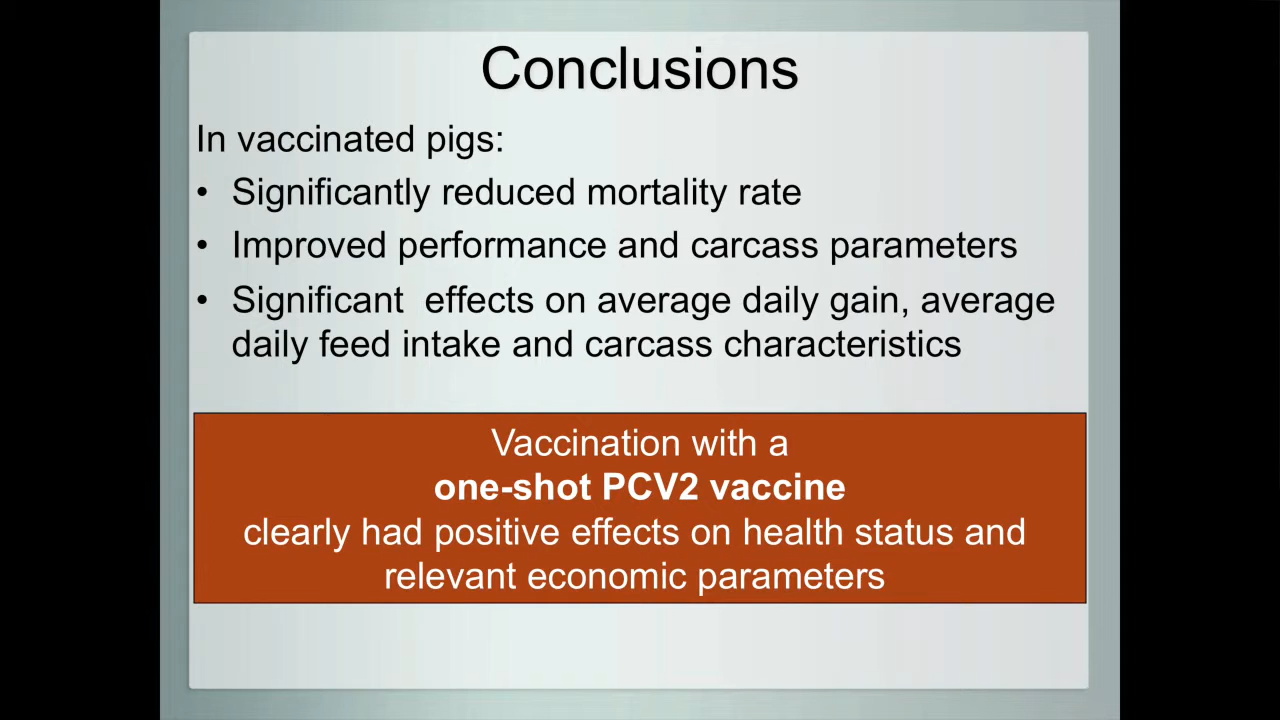 Conclusions
In vaccinated pigs:
• Significantly reduced mortality rate
• Improved performance and carcass parameters
• Significant  effects on average daily gain, average
daily feed intake and carcass characteristics
Vaccination with a
one-shot PCV2 vaccine
clearly had positive effects on health status and
relevant economic parameters